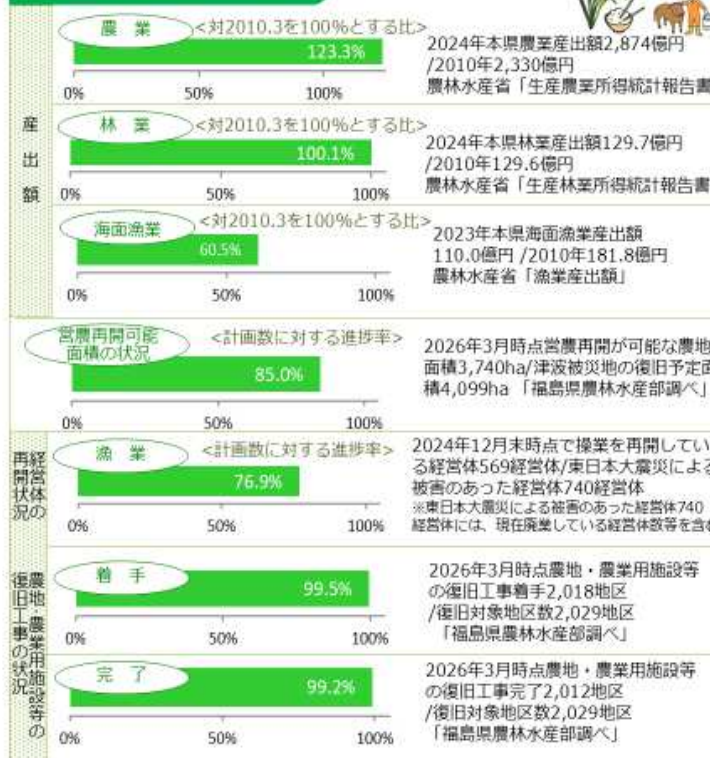 産出額
農 業
<対2010.3を100%とする比>
123.3%
0% 50% 100%
2024年本県農業産出額2,874億円
/2010年2,330億円
農林水産省「生産農業所得統計報告書
林 業
<対2010.3を100%とする比>
100.1%
0% 50% 100%
2024年本県林業産出額129.7億円
/2010年129.6億円
農林水産省「生産林業所得統計報告書
海面漁業
<対2010.3を100%とする比>
60.5%
0% 50% 100%
2023年本県海面漁業産出額
110.0億円 /2010年181.8億円
農林水産省「漁業産出額」
営農再開可能
面積の状況
<計画数に対する進捗率>
85.0%
0% 50% 100%
2026年3月時点営農再開が可能な農地
面積3,740ha/津波被災地の復旧予定面
積4,099ha 「福島県農林水産部調べ」
経営体の
再開状況
漁 業
<計画数に対する進捗率>
76.9%
0% 50% 100%
2024年12月末時点で操業を再開してい
る経営体569経営体/東日本大震災による
被害のあった経営体740経営体
※東日本大震災による被害のあった経営体740
経営体には、現在廃業している経営体数等を含む
農地・農業用施設等の
復旧工事の状況
着 手
99.5%
0% 50% 100%
2026年3月時点農地・農業用施設等
の復旧工事着手2,018地区
/復旧対象地区数2,029地区
「福島県農林水産部調べ」
完 了
99.2%
0% 50% 100%
2026年3月時点農地・農業用施設等
の復旧工事完了2,012地区
/復旧対象地区数2,029地区
「福島県農林水産部調べ」